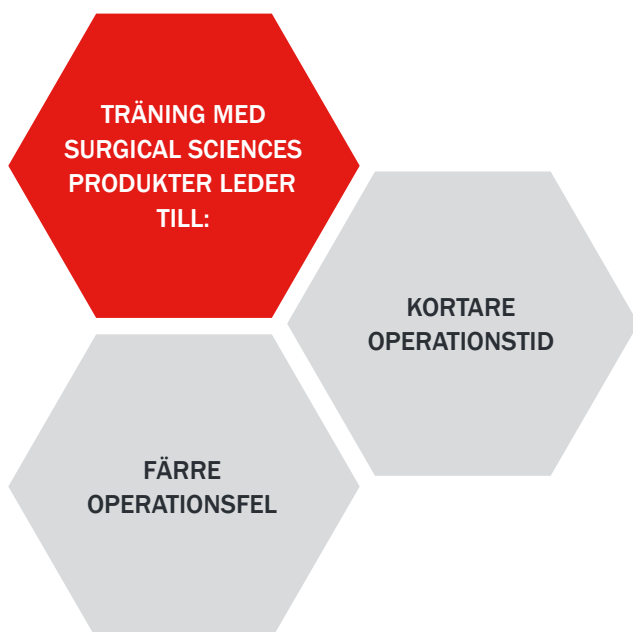 TRÄNING MED
SURGICAL SCIENCES
PRODUKTER LEDER
TILL:
KORTARE
OPERATIONSTID
FÄRRE
OPERATIONSFEL